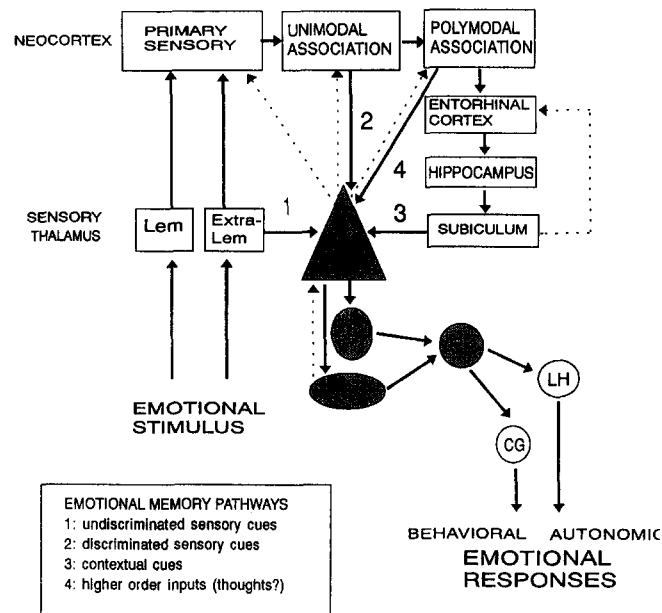 NEOCORTEX
PRIMARY
SENSORY
UNIMODAL
ASSOCIATION
POLYMODAL
ASSOCIATION
ENTORHINAL
CORTEX
2
4
HIPPOCAMPUS
SENSORY
THALAMUS
Lem
Extra-
Lem
1
3
SUBICULUM
LH
CG
EMOTIONAL
STIMULUS
EMOTIONAL MEMORY PATHWAYS
1: undiscriminated sensory cues
2: discriminated sensory cues
3: contextual cues
4: higher order inputs (thoughts?)
BEHAVIORAL AUTONOMIC
EMOTIONAL
RESPONSES